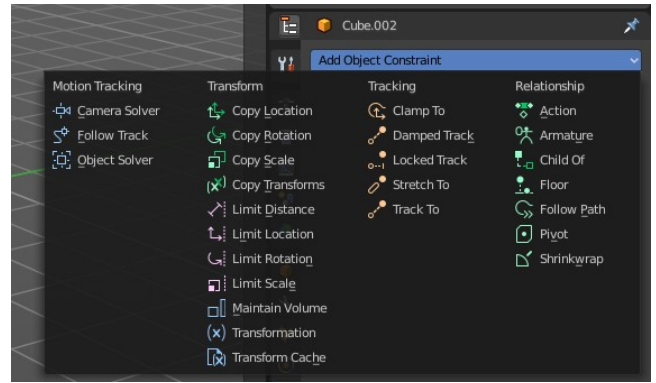 Cube.002
Add Object Constraint
Motion Tracking
Camera Solver
Follow Track
Object Solver
Transform
Copy Location
Copy Rotation
Copy Scale
Copy Transforms
Limit Distance
Limit Location
Limit Rotation
Limit Scale
Maintain Volume
Transformation
Transform Cache
Tracking
Clamp To
Damped Track
Locked Track
Stretch To
Track To
Relationship
Action
Armature
Child Of
Floor
Follow Path
Pivot
Shrinkwrap